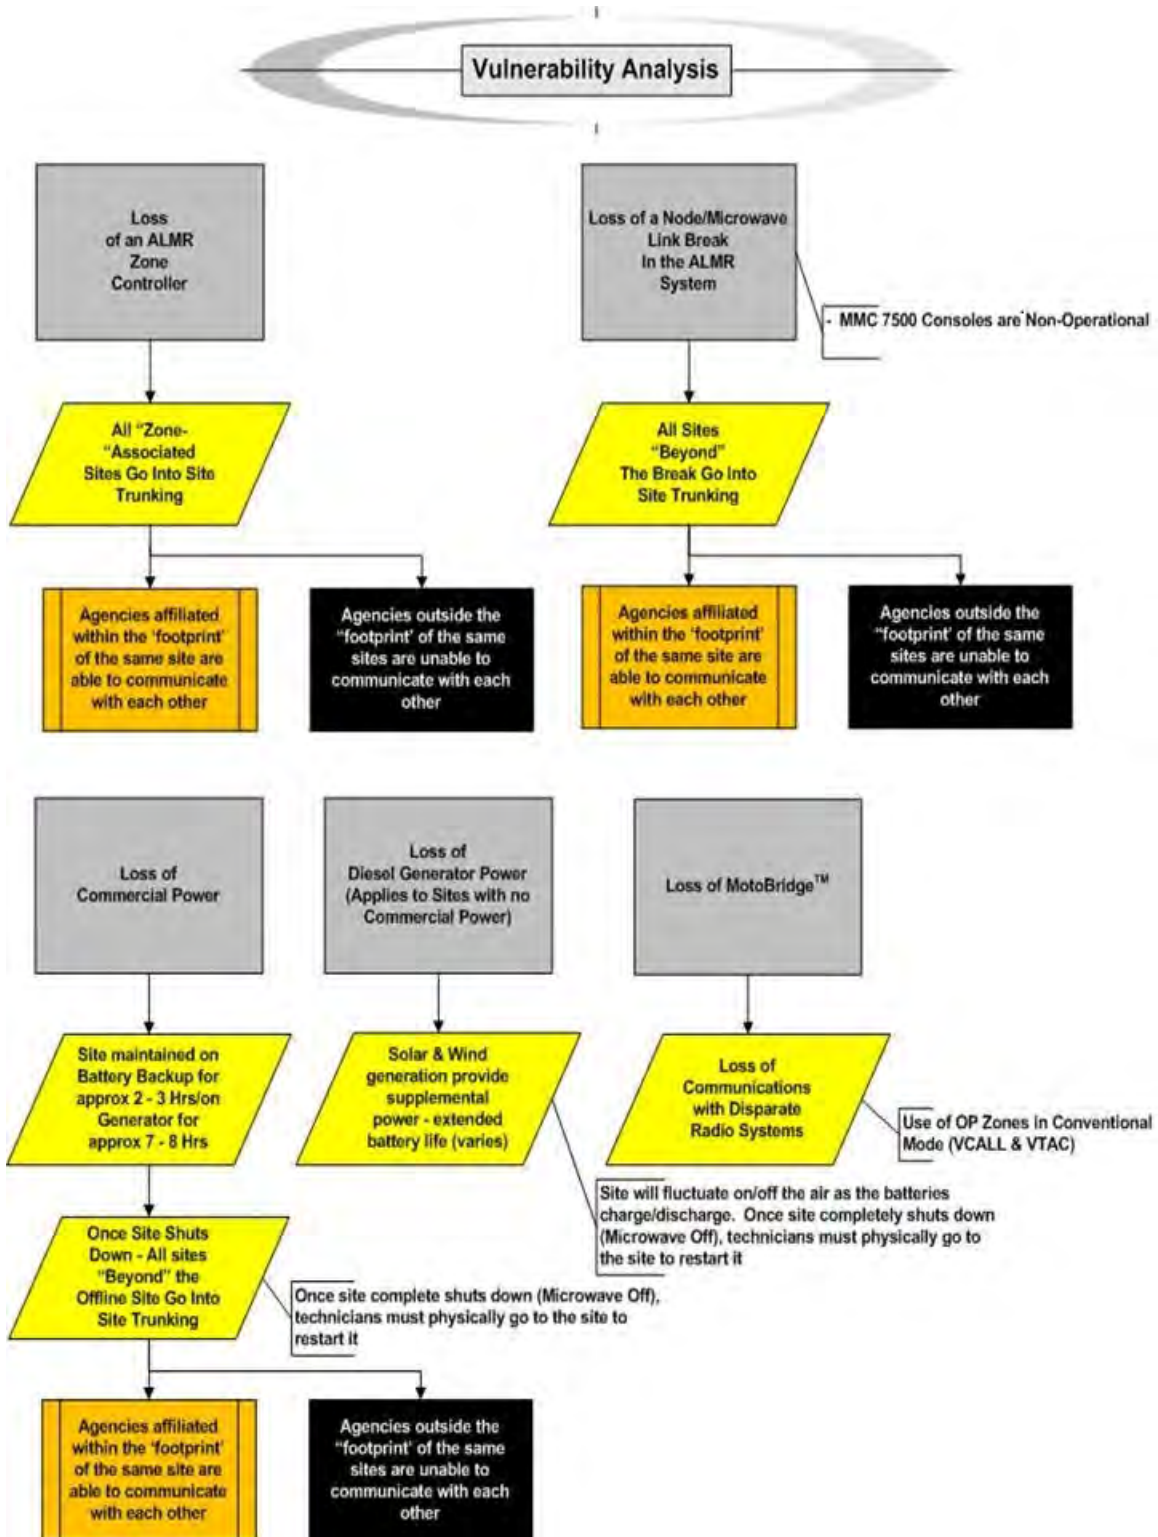 Vulnerability Analysis
Loss
of an ALMR
Zone
Controller
Loss of a Node/Microwave
Link Break
In the ALMR
System
- MMC 7500 Consoles are Non-Operational
All “Zone-
“Associated
Sites Go Into Site
Trunking
All Sites
“Beyond”
The Break Go Into
Site Trunking
Agencies affiliated
within the ‘footprint’
of the same site are
able to communicate
with each other
Agencies outside the
“footprint’ of the same
sites are unable to
communicate with each
other
Agencies affiliated
within the ‘footprint’
of the same site are
able to communicate
with each other
Agencies outside the
“footprint’ of the same
sites are unable to
communicate with each
other
Loss of
Commercial Power
Loss of
Diesel Generator Power
(Applies to Sites with no
Commercial Power)
Loss of MotoBridge™
Site maintained on
Battery Backup for
approx 2 - 3 Hrs/on
Generator for
approx 7 - 8 Hrs
Solar & Wind
generation provide
supplemental
power - extended
battery life (varies)
Loss of
Communications
with Disparate
Radio Systems
Use of OP Zones in Conventional
Mode (VCALL & VTAC)
Site will fluctuate on/off the air as the batteries
charge/discharge. Once site completely shuts down
(Microwave Off), technicians must physically go to
the site to restart it
Once Site Shuts
Down - All sites
“Beyond” the
Offline Site Go Into
Site Trunking
Once site complete shuts down (Microwave Off),
technicians must physically go to the site to
restart it
Agencies affiliated
within the ‘footprint’
of the same site are
able to communicate
with each other
Agencies outside the
“footprint’ of the same
sites are unable to
communicate with each
other